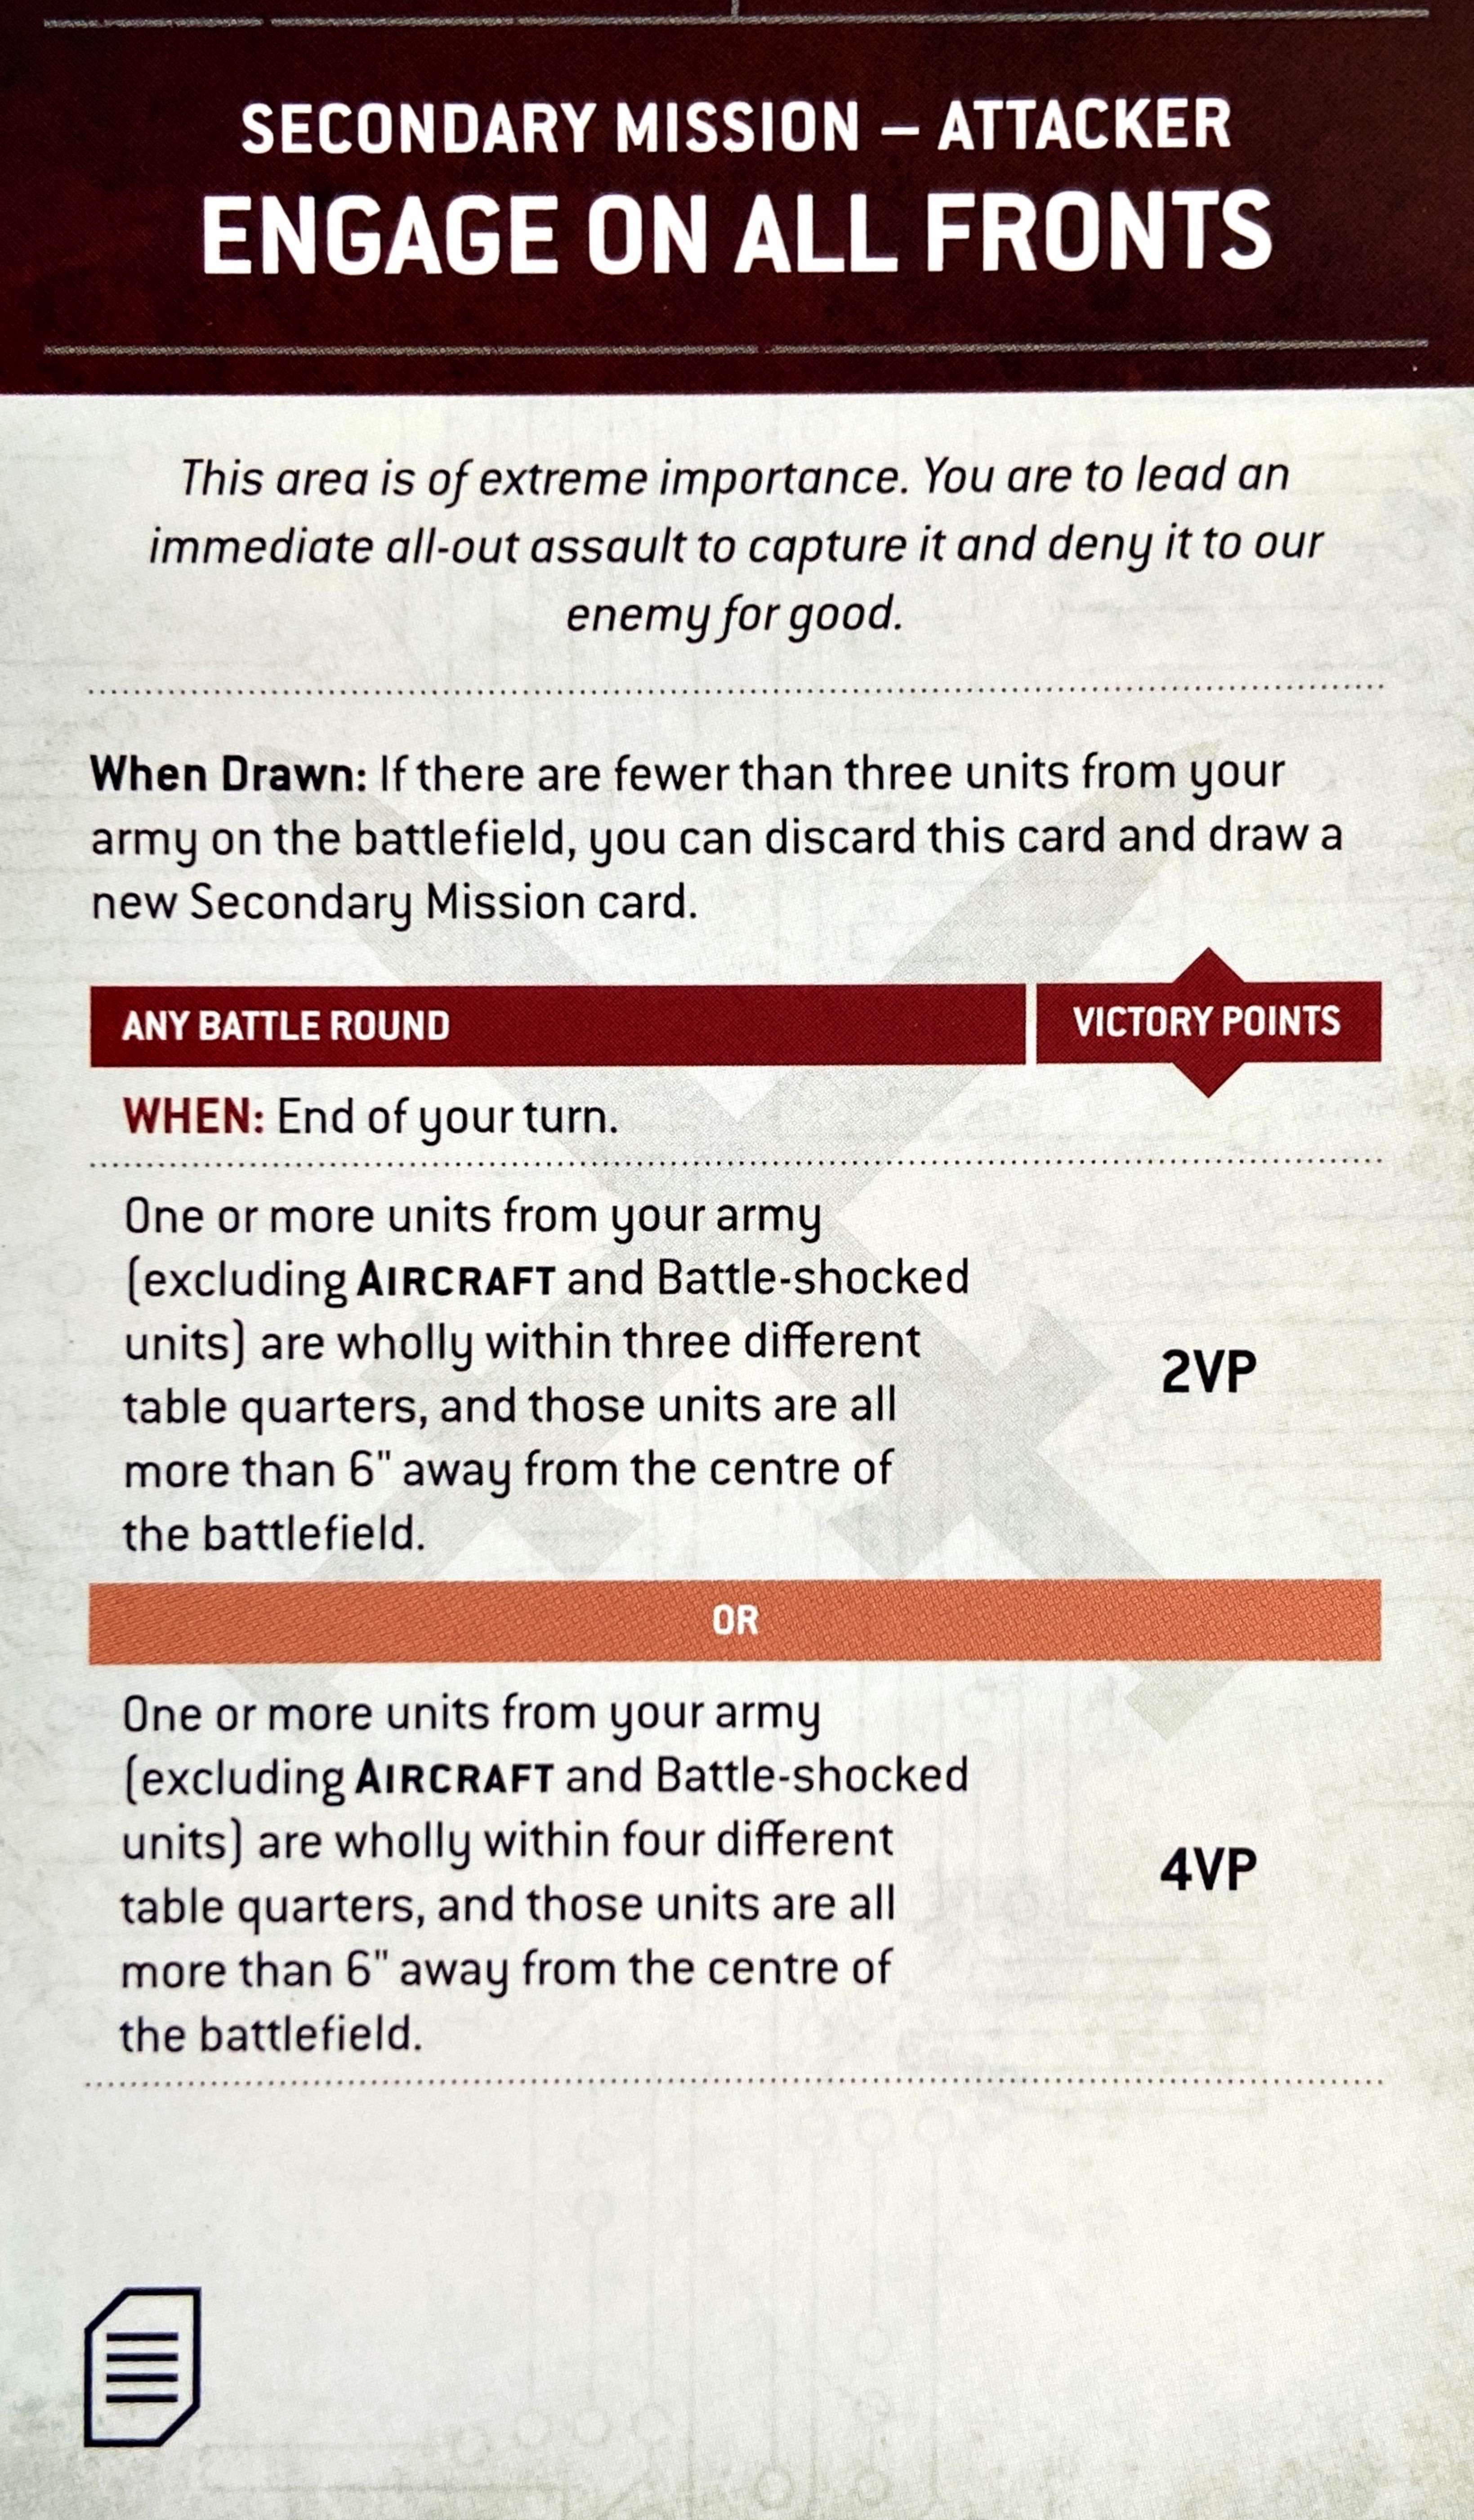 SECONDARY MISSION – ATTACKER
ENGAGE ON ALL FRONTS
This area is of extreme importance. You are to lead an
immediate all-out assault to capture it and deny it to our
enemy for good.
When Drawn: If there are fewer than three units from your
army on the battlefield, you can discard this card and draw a
new Secondary Mission card.
ANY BATTLE ROUND
VICTORY POINTS
WHEN: End of your turn.
One or more units from your army
(excluding AIRCRAFT and Battle-shocked
units) are wholly within three different
table quarters, and those units are all
more than 6" away from the centre of
the battlefield.
2VP
OR
One or more units from your army
(excluding AIRCRAFT and Battle-shocked
units) are wholly within four different
table quarters, and those units are all
more than 6" away from the centre of
the battlefield.
4VP